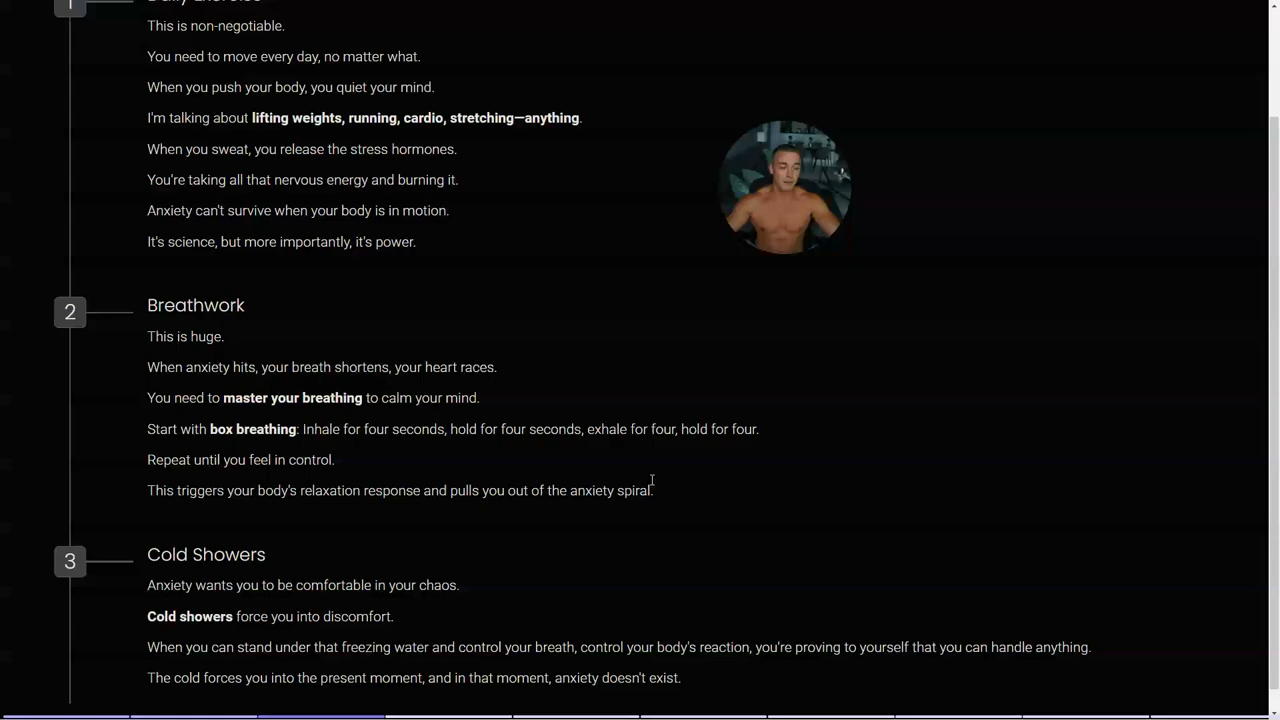 1
Daily Exercise
This is non-negotiable.
You need to move every day, no matter what.
When you push your body, you quiet your mind.
I'm talking about lifting weights, running, cardio, stretching—anything.
When you sweat, you release the stress hormones.
You're taking all that nervous energy and burning it.
Anxiety can't survive when your body is in motion.
It's science, but more importantly, it's power.
2
Breathwork
This is huge.
When anxiety hits, your breath shortens, your heart races.
You need to master your breathing to calm your mind.
Start with box breathing: Inhale for four seconds, hold for four seconds, exhale for four, hold for four.
Repeat until you feel in control.
This triggers your body's relaxation response and pulls you out of the anxiety spiral.
3
Cold Showers
Anxiety wants you to be comfortable in your chaos.
Cold showers force you into discomfort.
When you can stand under that freezing water and control your breath, control your body's reaction, you're proving to yourself that you can handle anything.
The cold forces you into the present moment, and in that moment, anxiety doesn't exist.